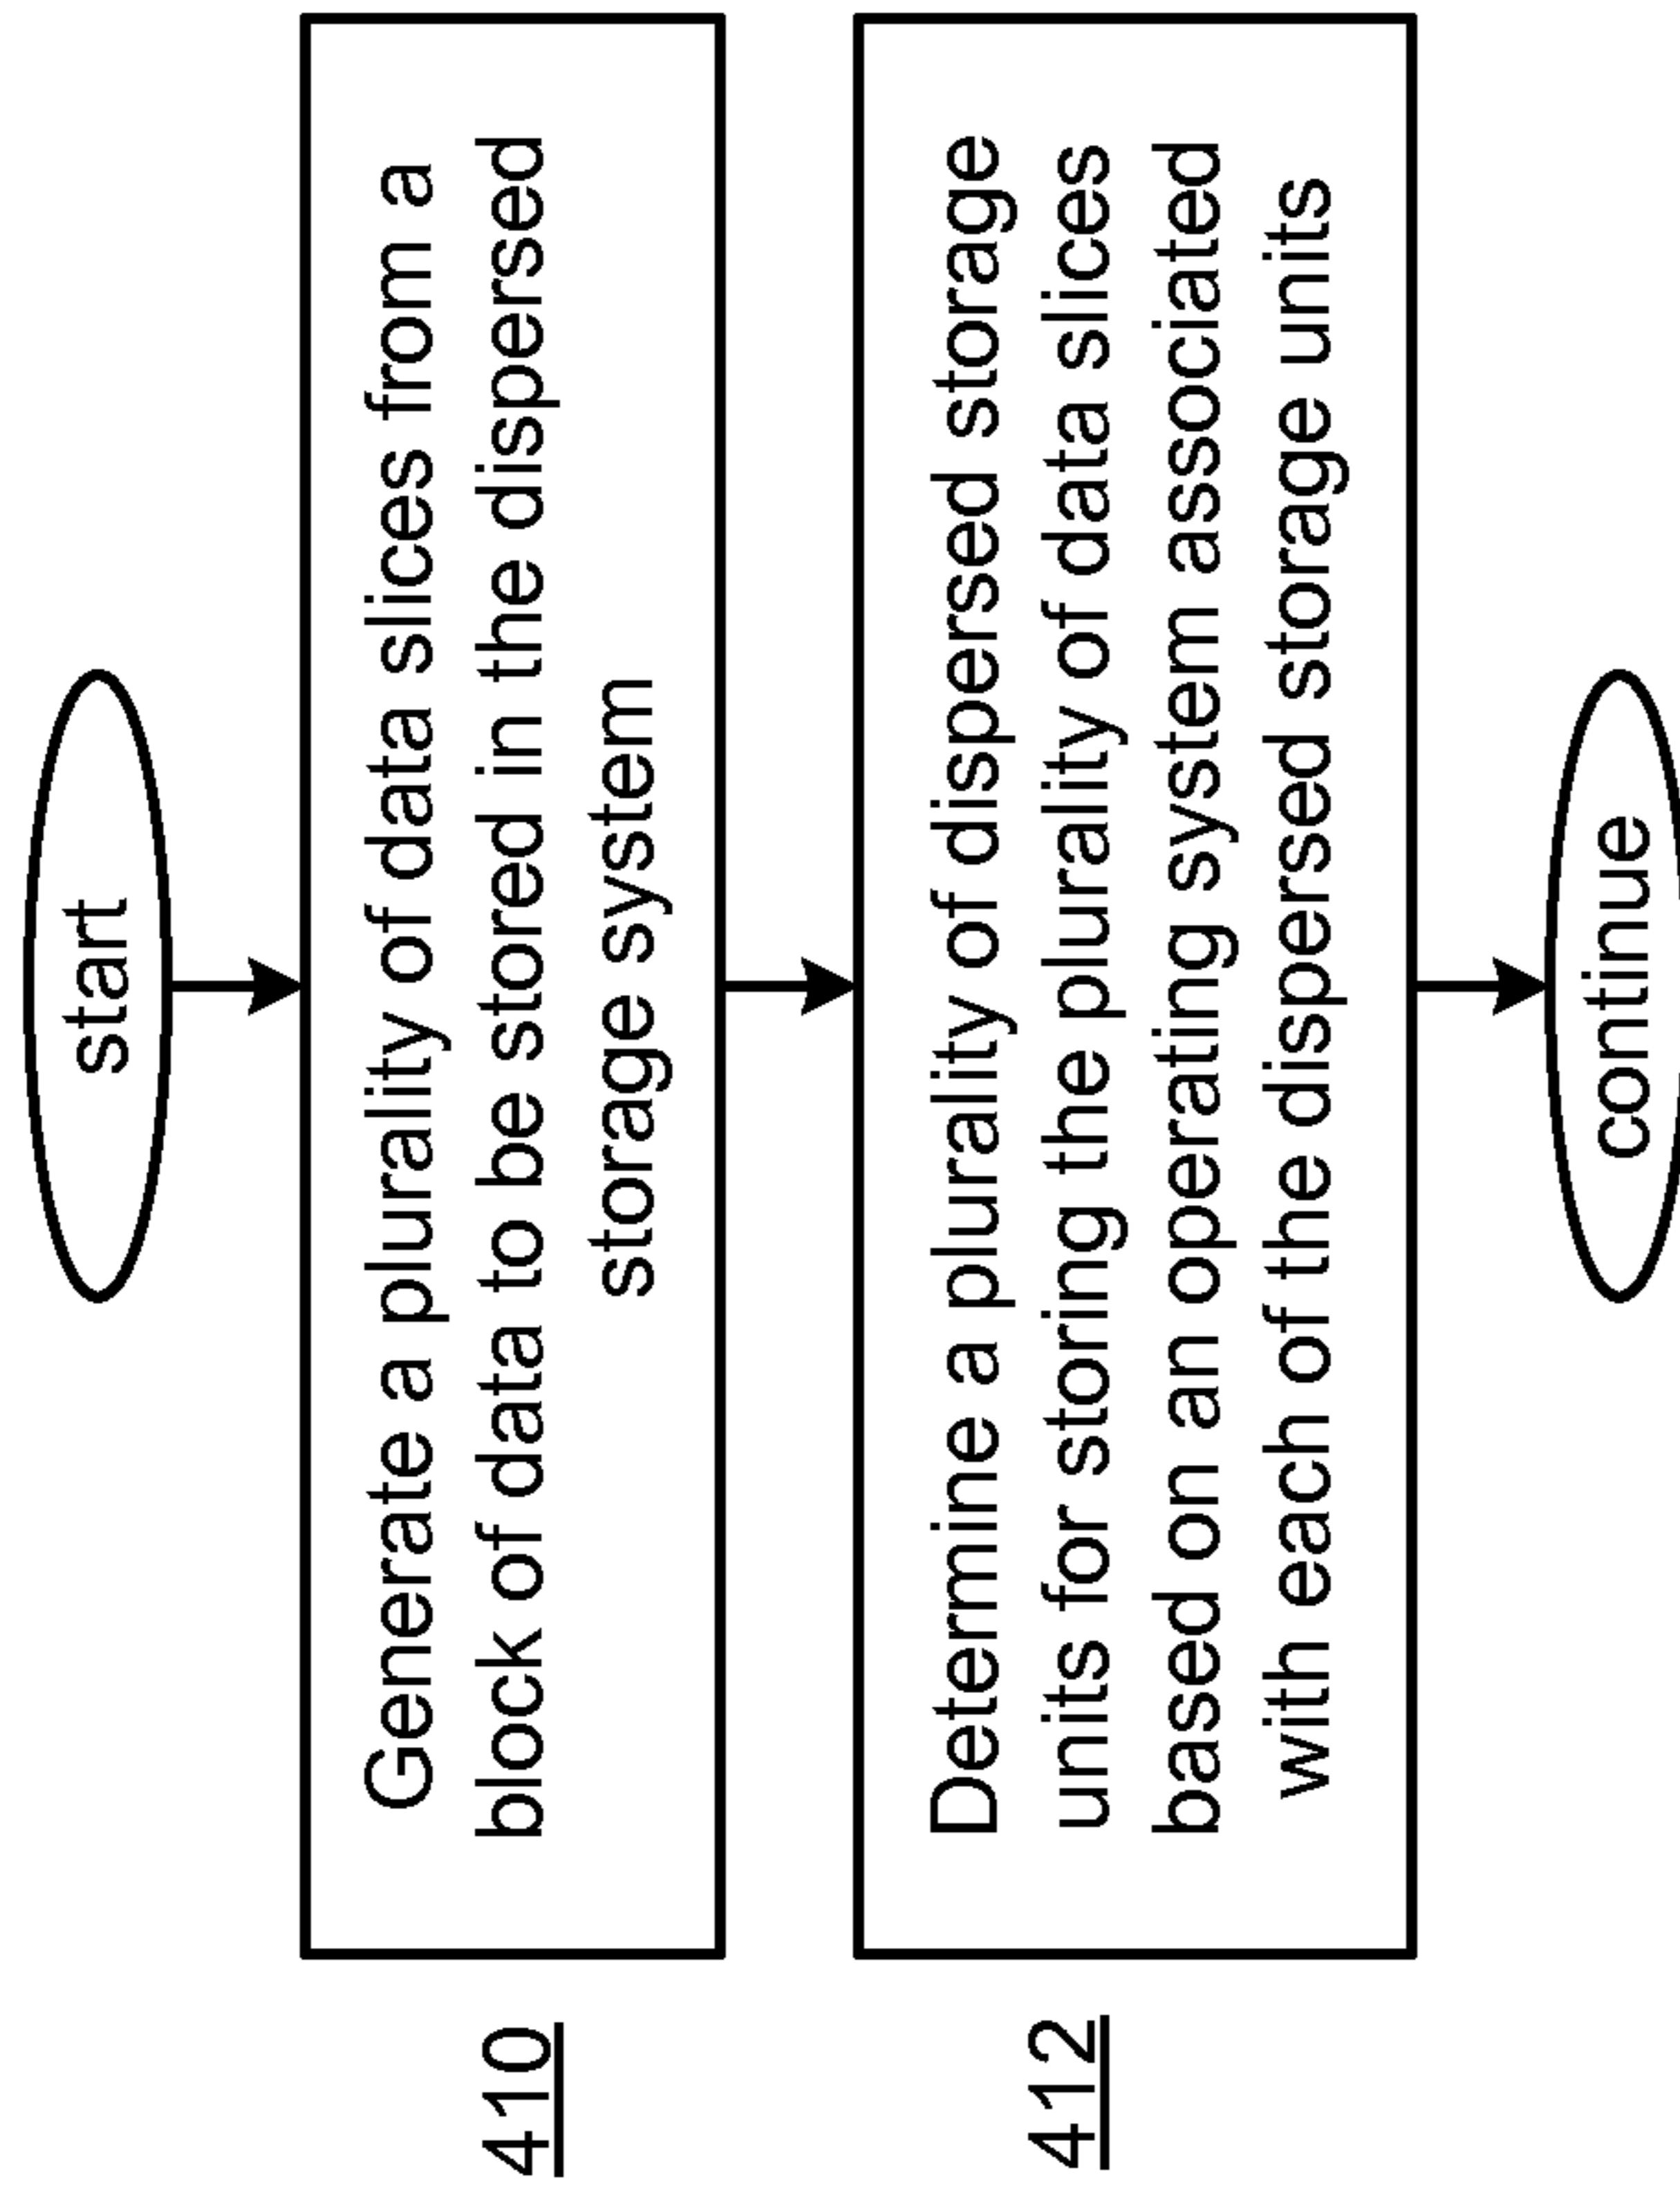 start
410
Generate a plurality of data slices from a
block of data to be stored in the dispersed
storage system
412
Determine a plurality of dispersed storage
units for storing the plurality of data slices
based on an operating system associated
with each of the dispersed storage units
continue